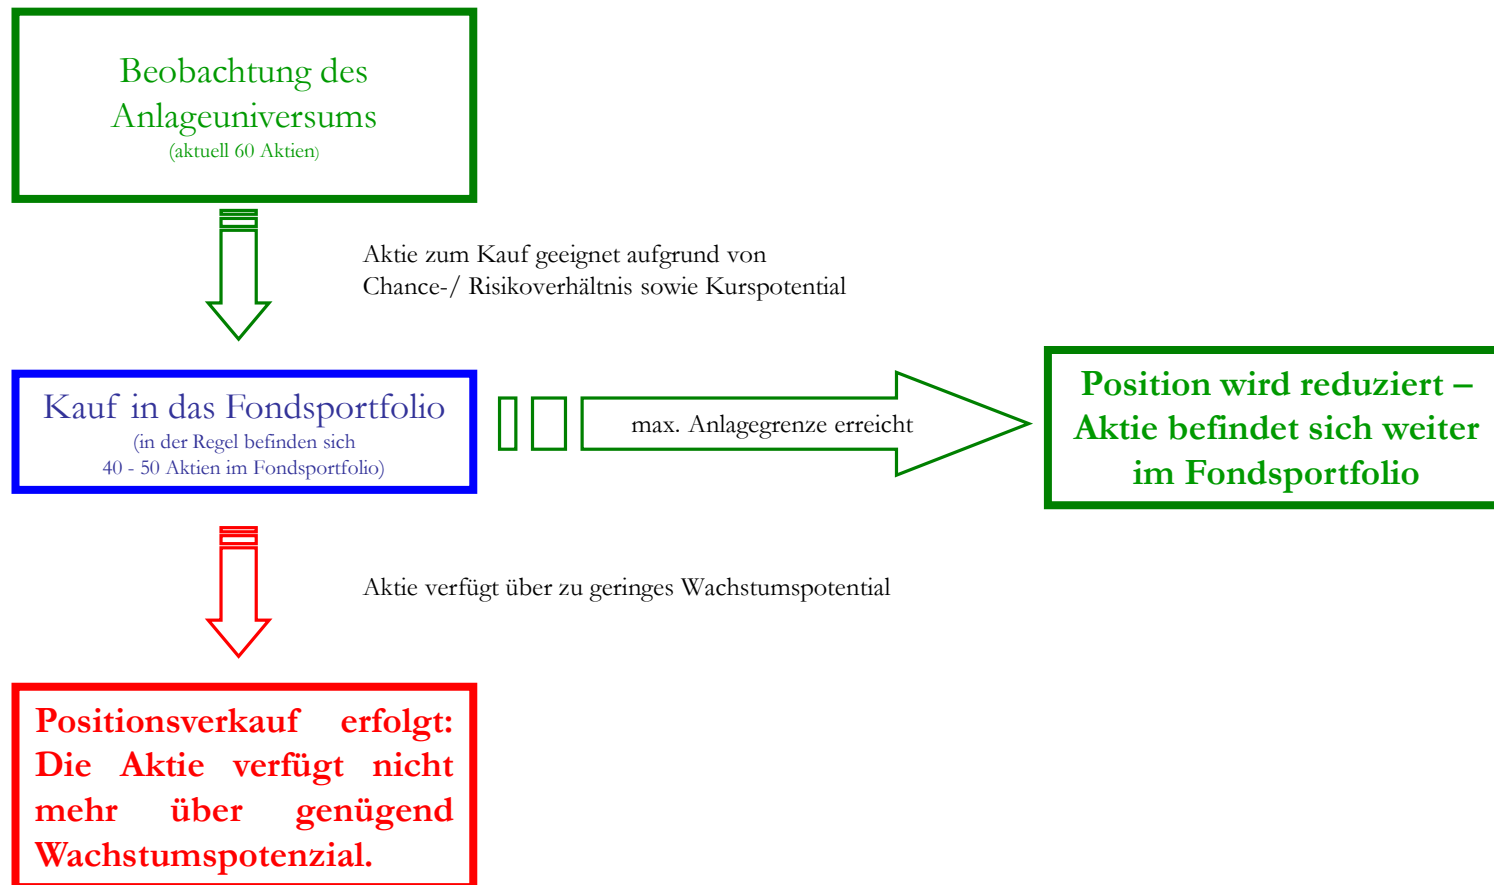 Beobachtung des
Anlageuniversums
(aktuell 60 Aktien)
Aktie zum Kauf geeignet aufgrund von
Chance-/ Risikoverhältnis sowie Kurspotential
Kauf in das Fondsportfolio
(in der Regel befinden sich
40 - 50 Aktien im Fondsportfolio)
max. Anlagegrenze erreicht
Position wird reduziert –
Aktie befindet sich weiter
im Fondsportfolio
Aktie verfügt über zu geringes Wachstumspotential
Positionsverkauf erfolgt:
Die Aktie verfügt nicht
mehr über genügend
Wachstumspotenzial.